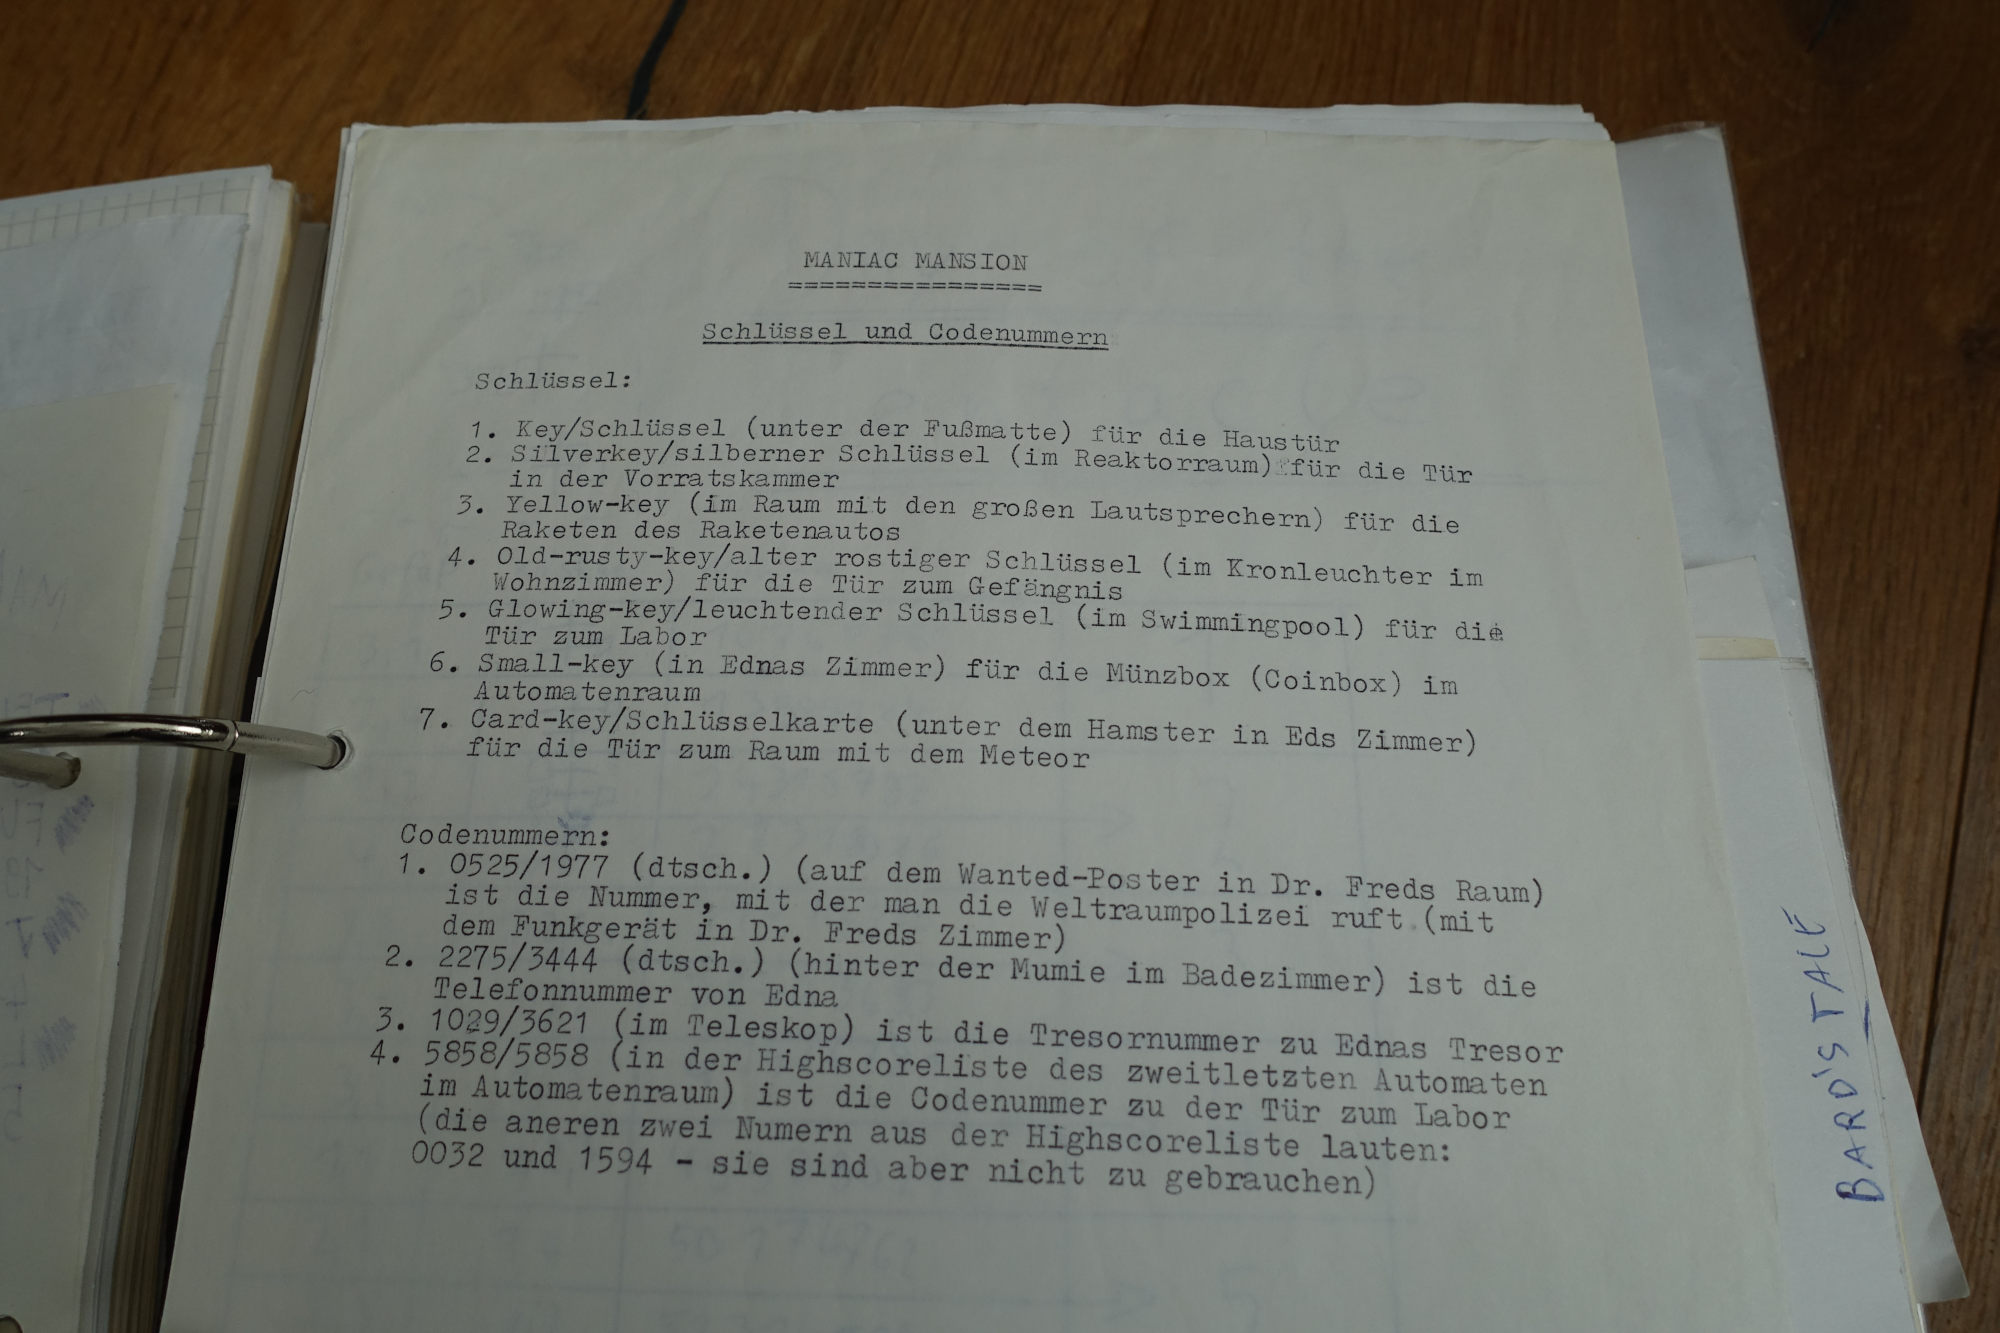 MANIAC MANSION
================
Schlüssel und Codenummern
Schlüssel:
1. Key/Schlüssel (unter der Fußmatte) für die Haustür
2. Silverkey/silberner Schlüssel (im Reaktorraum) für die Tür
in der Vorratskammer
3. Yellow-key (im Raum mit den großen Lautsprechern) für die
Raketen des Raketenautos
4. Old-rusty-key/alter rostiger Schlüssel (im Kronleuchter im
Wohnzimmer) für die Tür zum Gefängnis
5. Glowing-key/leuchtender Schlüssel (im Swimmingpool) für die
Tür zum Labor
6. Small-key (in Ednas Zimmer) für die Münzbox (Coinbox) im
Automatenraum
7. Card-key/Schlüsselkarte (unter dem Hamster in Eds Zimmer)
für die Tür zum Raum mit dem Meteor
Codenummern:
1. 0525/1977 (dtsch.) (auf dem Wanted-Poster in Dr. Freds Raum)
ist die Nummer, mit der man die Weltraumpolizei ruft (mit
dem Funkgerät in Dr. Freds Zimmer)
2. 2275/3444 (dtsch.) (hinter der Mumie im Badezimmer) ist die
Telefonnummer von Edna
3. 1029/3621 (im Teleskop) ist die Tresornummer zu Ednas Tresor
4. 5858/5858 (in der Highscoreliste des zweitletzten Automaten
im Automatenraum) ist die Codenummer zu der Tür zum Labor
(die aneren zwei Numern aus der Highscoreliste lauten:
0032 und 1594 - sie sind aber nicht zu gebrauchen)
BARD'S TALE